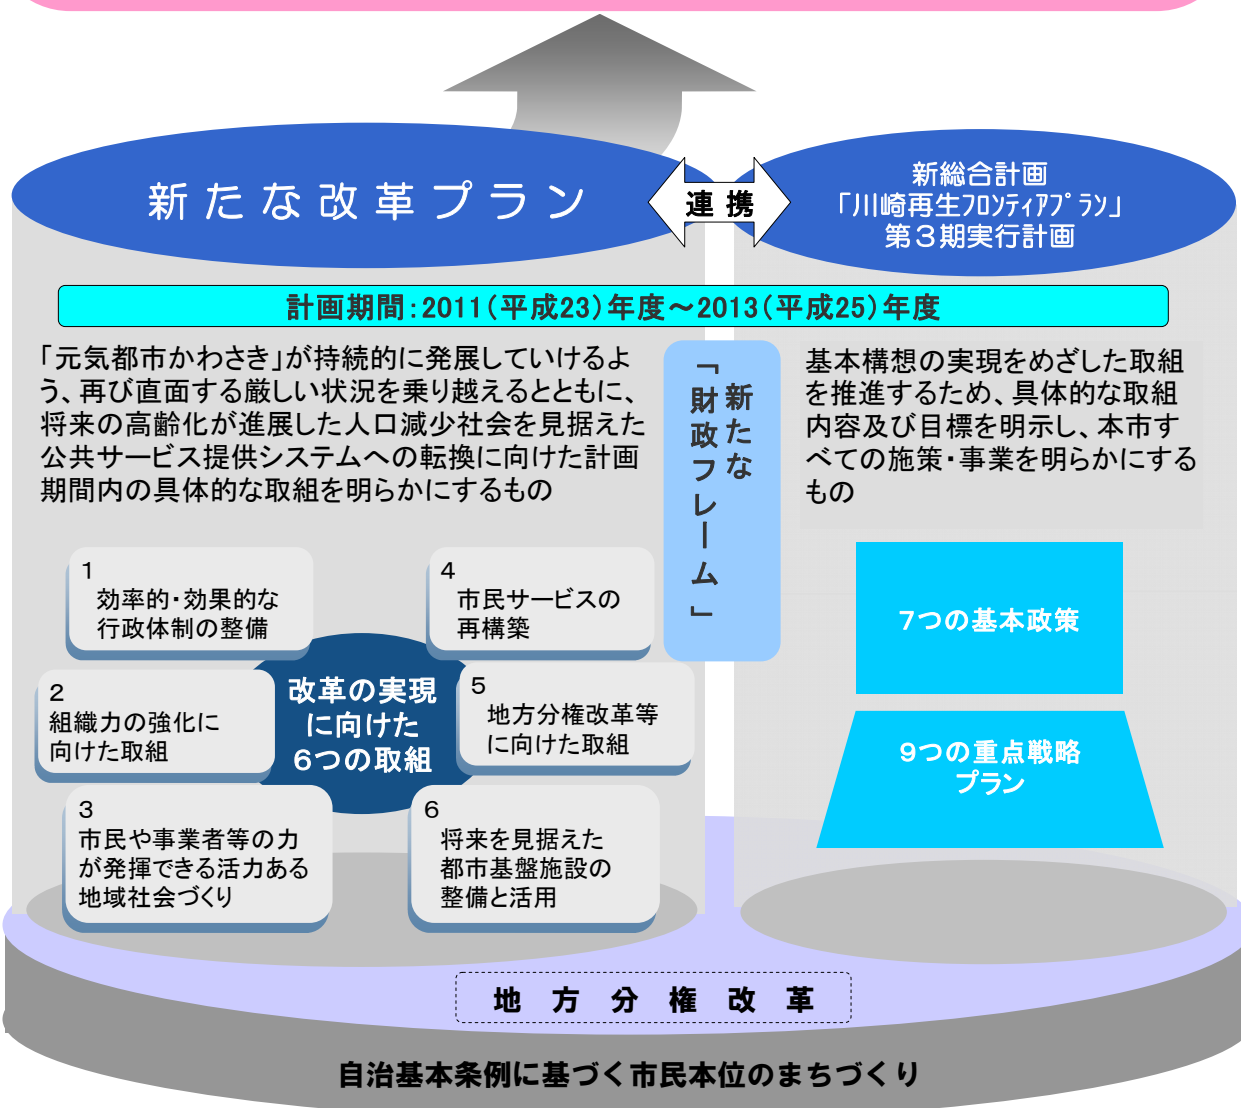 新たな改革プラン
連携
新総合計画
「川崎再生ﾌﾛﾝﾃｨｱﾌﾟﾗﾝ」
第３期実行計画
計画期間：2011（平成23）年度～2013（平成25）年度
「元気都市かわさき」が持続的に発展していけるよ
う、再び直面する厳しい状況を乗り越えるとともに、
将来の高齢化が進展した人口減少社会を見据えた
公共サービス提供システムへの転換に向けた計画
期間内の具体的な取組を明らかにするもの
新たな
「財政フレーム」
基本構想の実現をめざした取組
を推進するため、具体的な取組
内容及び目標を明示し、本市す
べての施策・事業を明らかにする
もの
1
効率的・効果的な
行政体制の整備
2
組織力の強化に
向けた取組
3
市民や事業者等の力
が発揮できる活力ある
地域社会づくり
改革の実現
に向けた
６つの取組
4
市民サービスの
再構築
5
地方分権改革等
に向けた取組
6
将来を見据えた
都市基盤施設の
整備と活用
７つの基本政策
９つの重点戦略
プラン
地方分権改革
自治基本条例に基づく市民本位のまちづくり